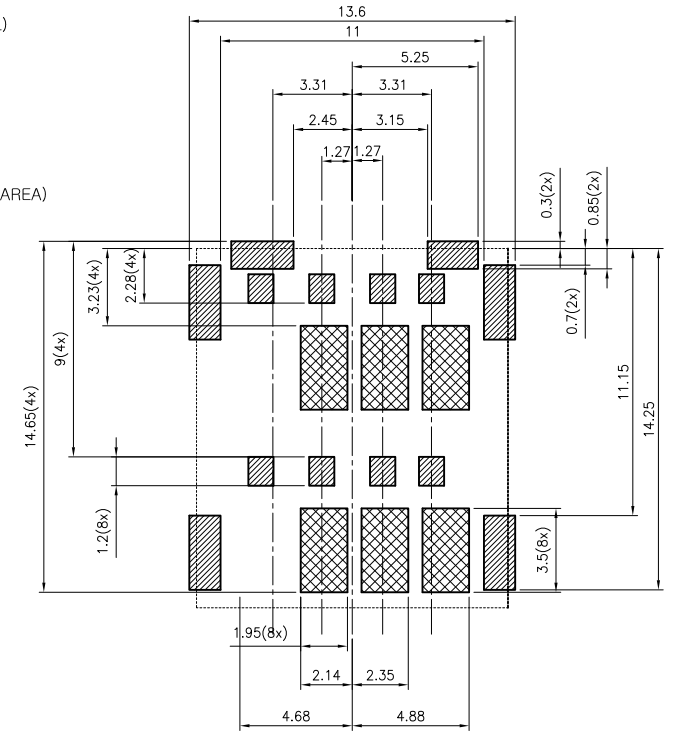 13.6
L)
11
5.25
3.31
3.31
2.45
3.15
1.27
1.27
AREA)
0.3(2x)
0.85(2x)
3.23(4x)
2.28(4x)
0.7(2x)
9(4x)
14.65(4x)
11.15
14.25
1.2(8x)
3.5(8x)
1.95(8x)
2.14
2.35
4.68
4.88